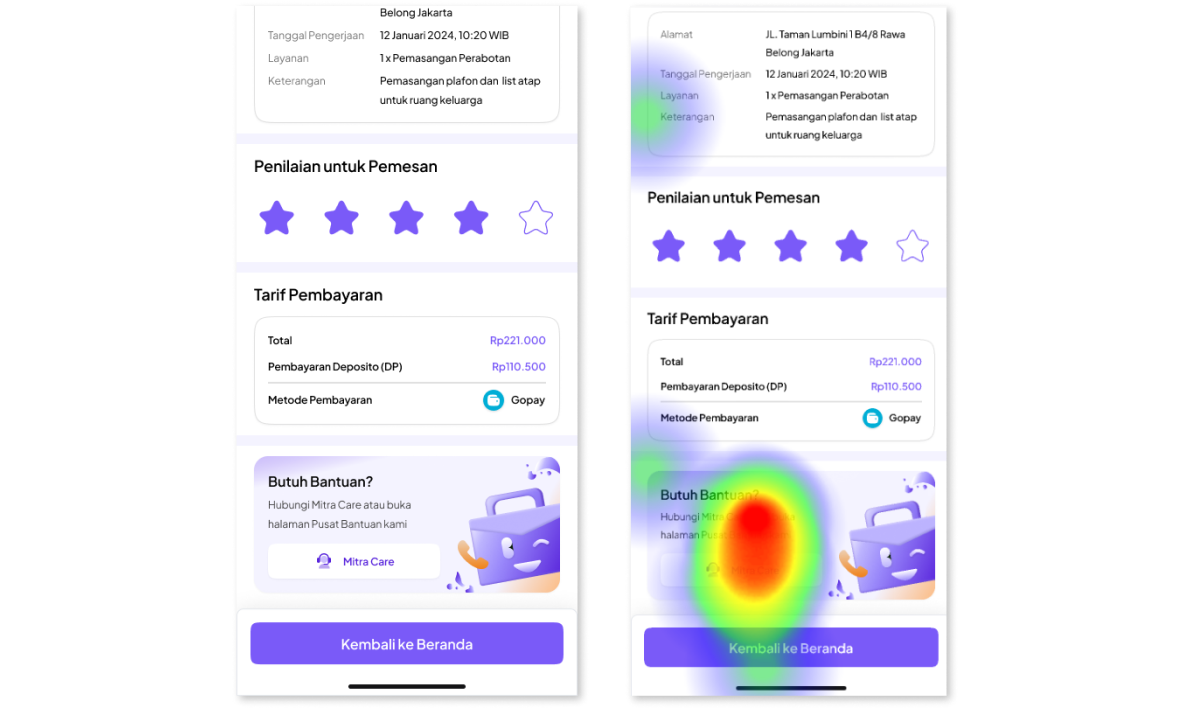 Belong Jakarta
Tanggal Pengerjaan 12 Januari 2024, 10:20 WIB
Layanan 1 x Pemasangan Perabotan
Keterangan Pemasangan plafon dan list atap
untuk ruang keluarga
Penilaian untuk Pemesan
Tarif Pembayaran
Total Rp221.000
Pembayaran Deposito (DP) Rp110.500
Metode Pembayaran Gopay
Butuh Bantuan?
Hubungi Mitra Care atau buka
halaman Pusat Bantuan kami
Mitra Care
Kembali ke Beranda
Alamat JL. Taman Lumbini 1 B4/8 Rawa
Belong Jakarta
Tanggal Pengerjaan 12 Januari 2024, 10:20 WIB
Layanan 1 x Pemasangan Perabotan
Keterangan Pemasangan plafon dan list atap
untuk ruang keluarga
Penilaian untuk Pemesan
Tarif Pembayaran
Total Rp221.000
Pembayaran Deposito (DP) Rp110.500
Metode Pembayaran Gopay
Butuh Bantuan?
Hubungi Mitra
halaman Pusat
Kembali ke Beranda